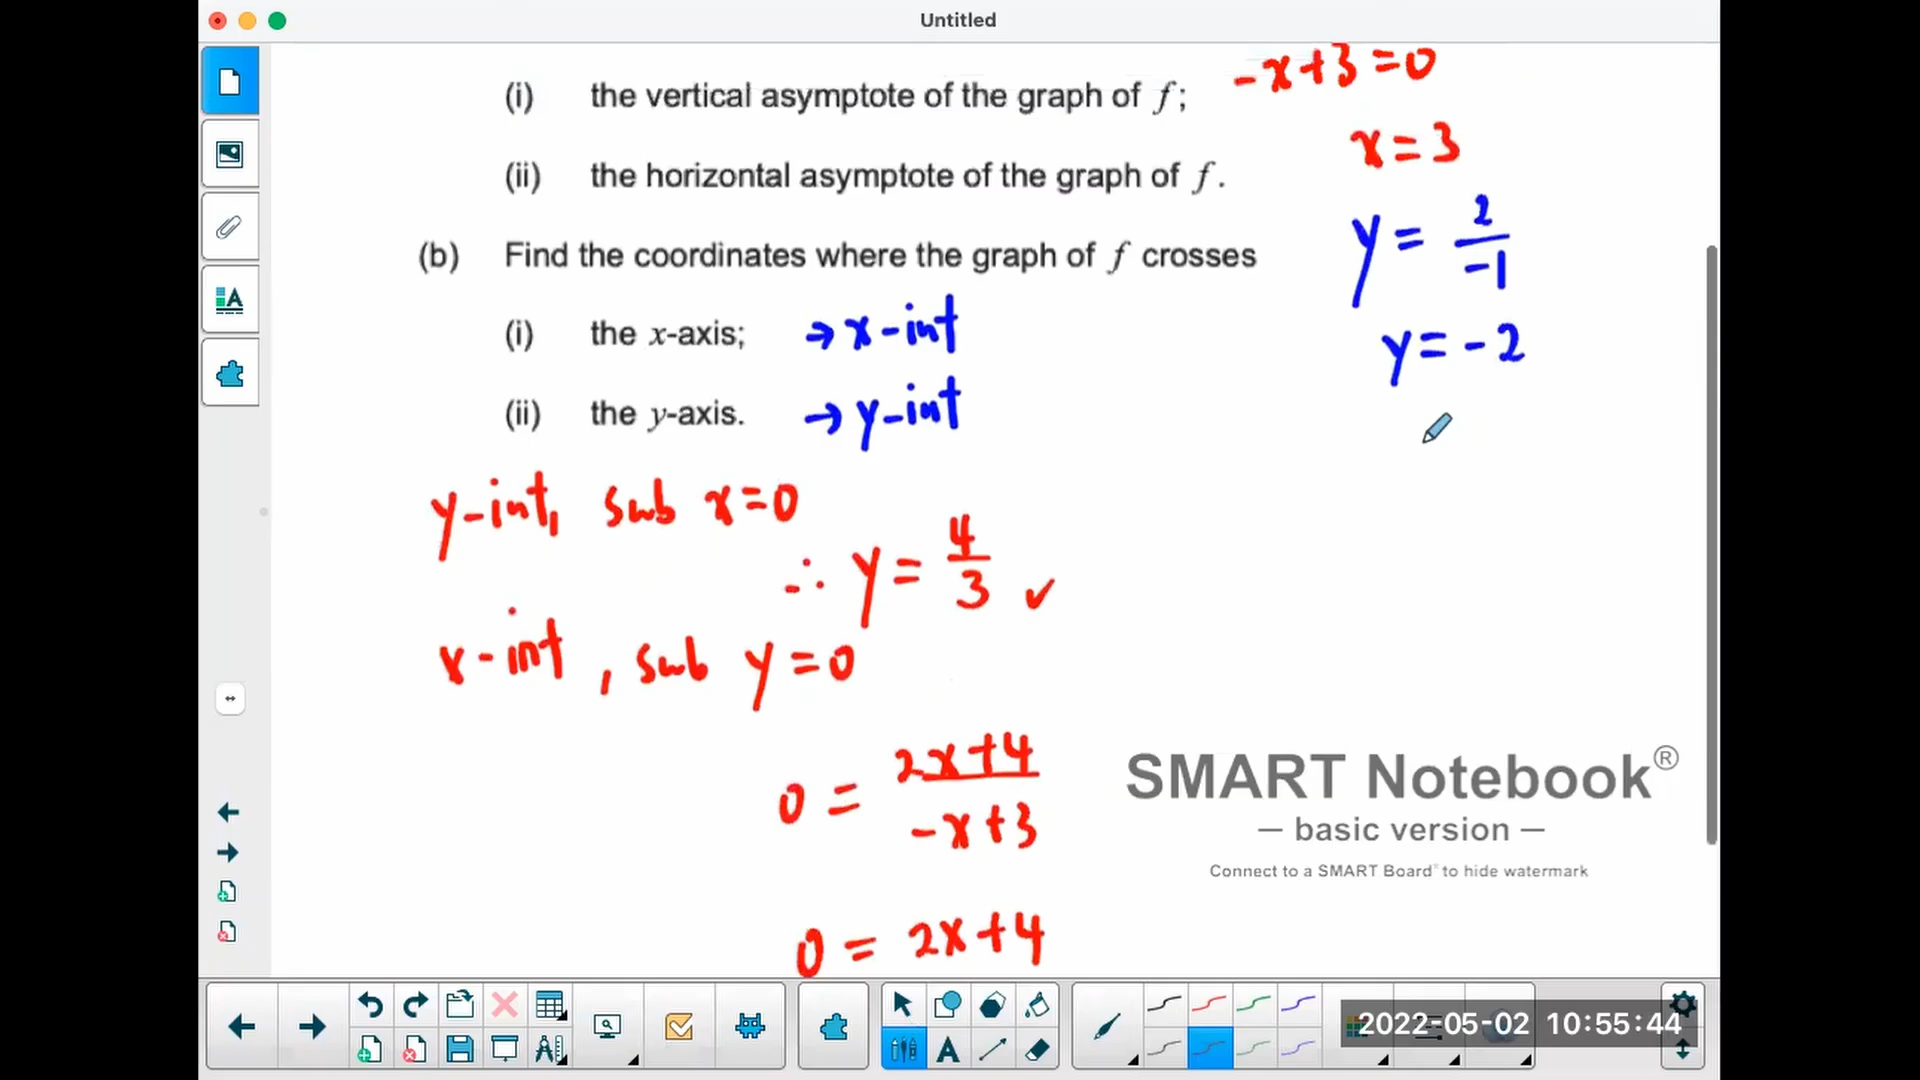 Untitled
-x+3=0
(i) the vertical asymptote of the graph of f;
x=3
(ii) the horizontal asymptote of the graph of f.
y = 2/-1
(b) Find the coordinates where the graph of f crosses
(i) the x-axis; → x-int
y = -2
(ii) the y-axis. → y-int
y-int, sub x=0
∴ y = 4/3 ✓
x-int, sub y=0
0 = 2x+4/-x+3
0 = 2x+4
SMART Notebook®
— basic version —
Connect to a SMART Board® to hide watermark
2022-05-02 10:55:44